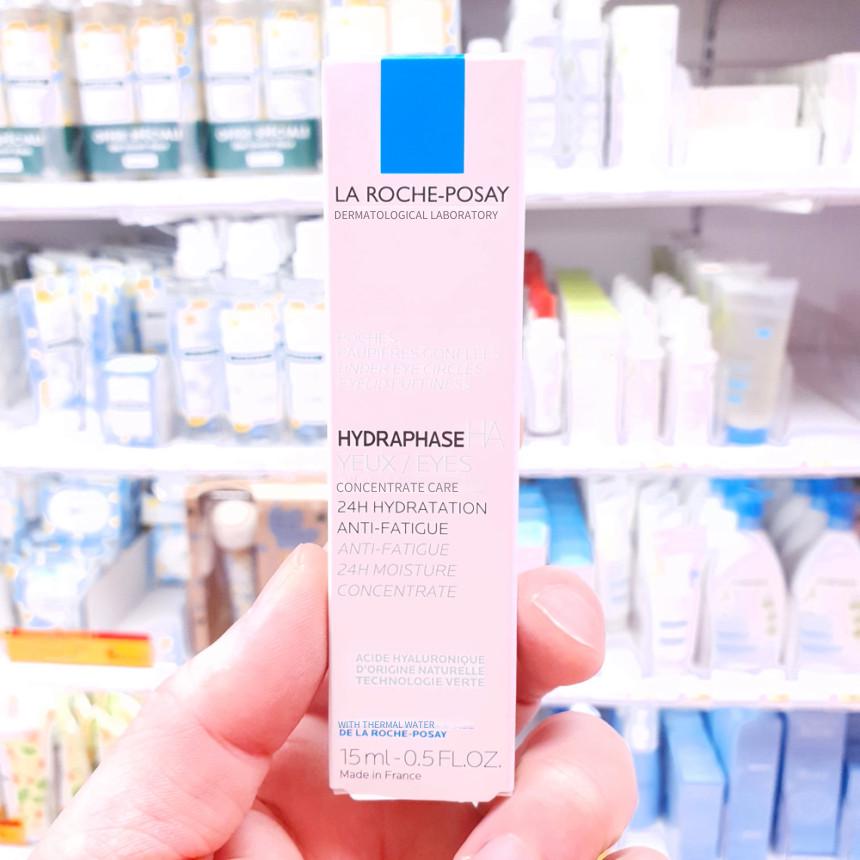 LA ROCHE-POSAY
DERMATOLOGICAL LABORATORY
POCHES
PAUPIÈRES GONFLÉES
UNDER EYE CIRCLES
EYELID PUFFINESS
HYDRAPHASE HA
YEUX / EYES
CONCENTRATE CARE
24H HYDRATATION
ANTI-FATIGUE
ANTI-FATIGUE
24H MOISTURE
CONCENTRATE
ACIDE HYALURONIQUE
D'ORIGINE NATURELLE
TECHNOLOGIE VERTE
WITH THERMAL WATER
DE LA ROCHE-POSAY
15 ml - 0.5 FL.OZ.
Made in France